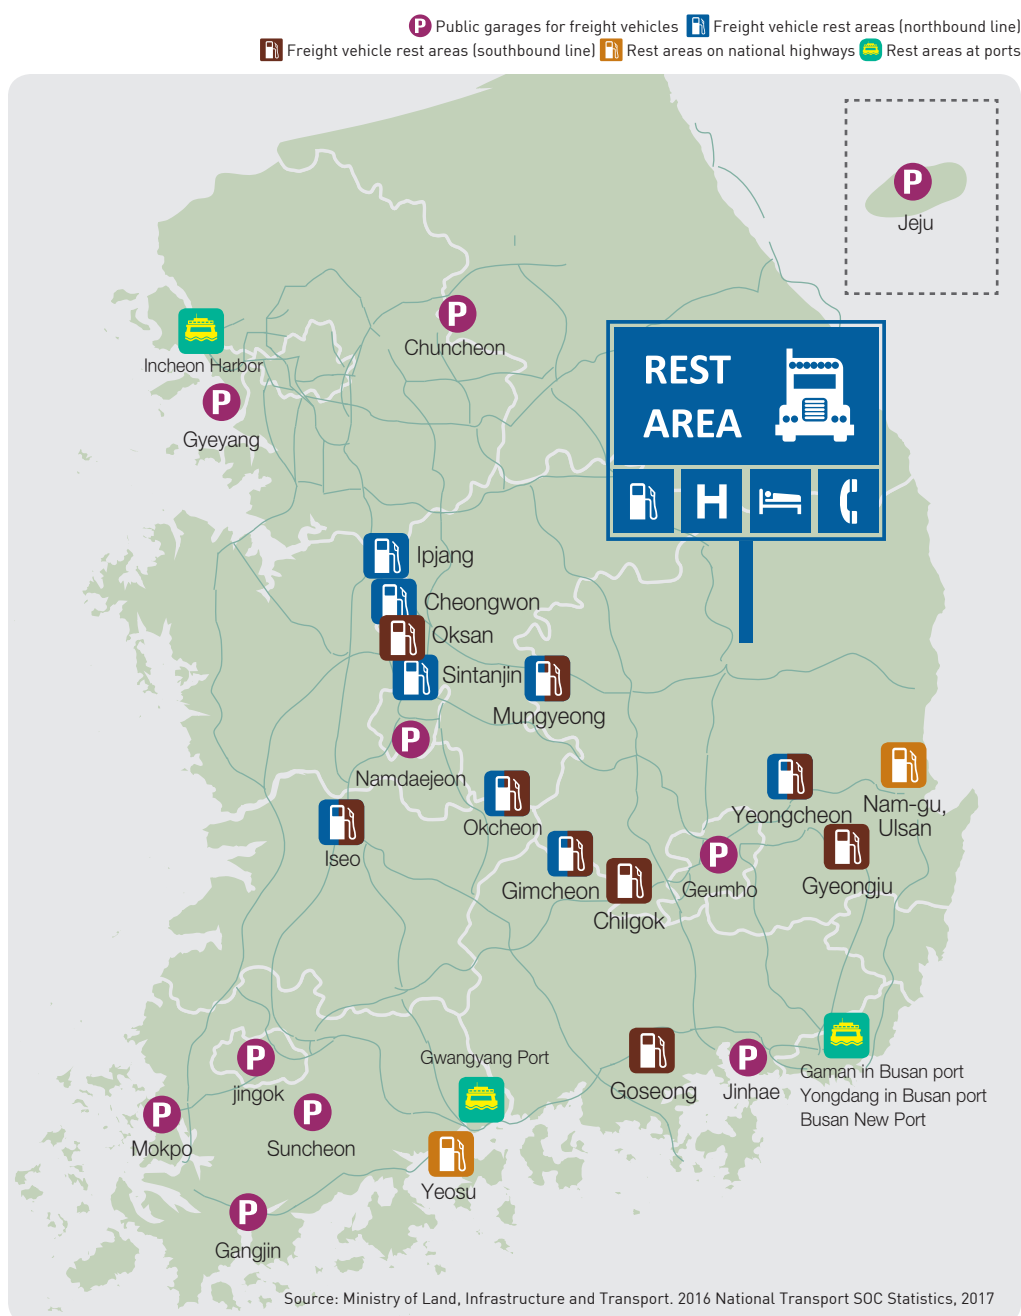 P Public garages for freight vehicles Freight vehicle rest areas (northbound line)
Freight vehicle rest areas (southbound line) Rest areas on national highways Rest areas at ports
P
Jeju
P
Chuncheon
Incheon Harbor
P
Gyeyang
REST
AREA
H
Ipjang
Cheongwon
Oksan
Sintanjin
Mungyeong
P
Namdaejeon
Okcheon
Iseo
Yeongcheon
Nam-gu,
Ulsan
Gimcheon
Chilgok
P
Geumho
Gyeongju
P
jingok
Gwangyang Port
Goseong
P
Jinhae
Gaman in Busan port
Yongdang in Busan port
Busan New Port
P
Mokpo
P
Suncheon
Yeosu
P
Gangjin
Source: Ministry of Land, Infrastructure and Transport. 2016 National Transport SOC Statistics, 2017